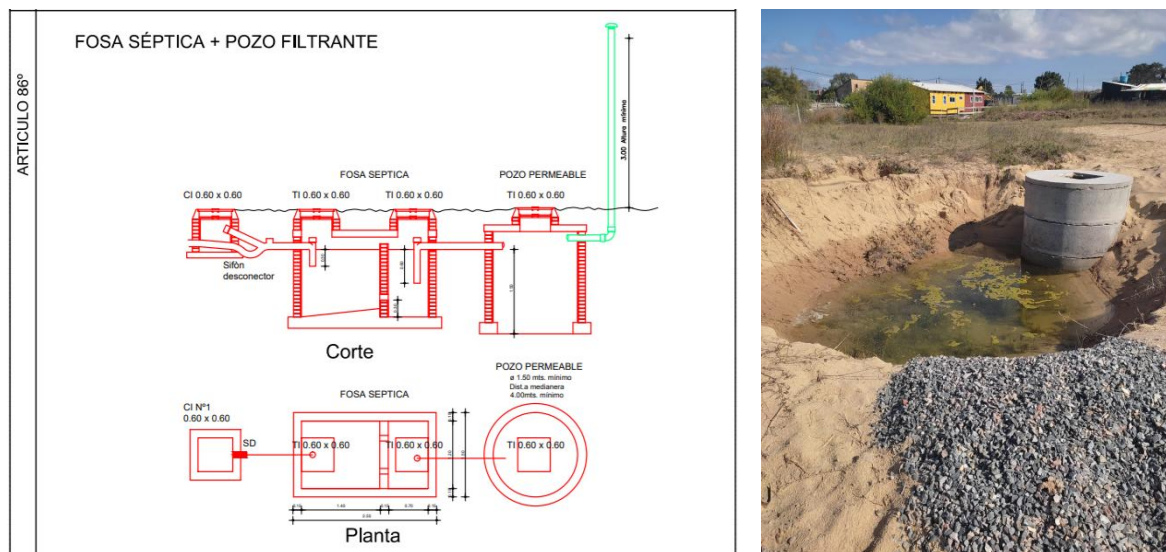 ARTICULO 86º
FOSA SÉPTICA + POZO FILTRANTE
3.00 Altura mínimo
FOSA SEPTICA
POZO PERMEABLE
CI 0.60 x 0.60
TI 0.60 x 0.60
TI 0.60 x 0.60
TI 0.60 x 0.60
Sifòn
desconector
Corte
POZO PERMEABLE
ø 1.50 mts. mínimo
Dist.a medianera
4.00mts. mínimo
FOSA SEPTICA
CI Nº1
0.60 x 0.60
SD
TI 0.60 x 0.60
TI 0.60 x 0.60
TI 0.60 x 0.60
Planta